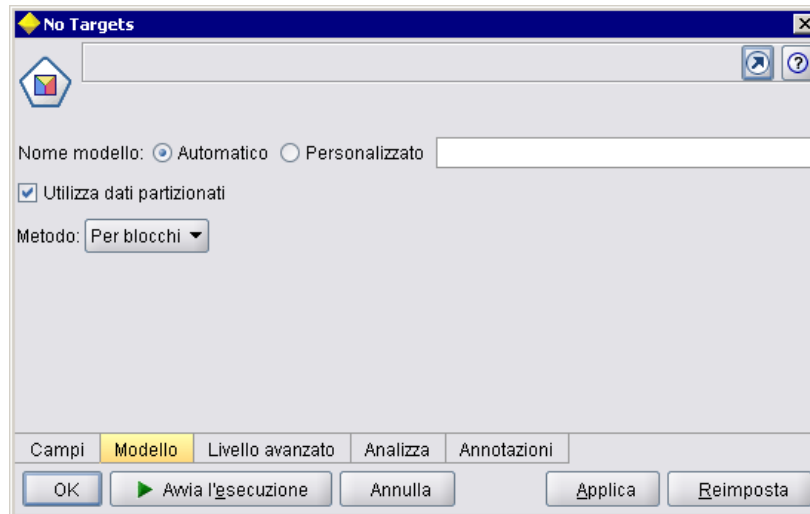 No Targets
Nome modello: Automatico Personalizzato
Utilizza dati partizionati
Metodo: Per blocchi
Campi Modello Livello avanzato Analizza Annotazioni
OK Avvia l'esecuzione Annulla Applica Reimposta